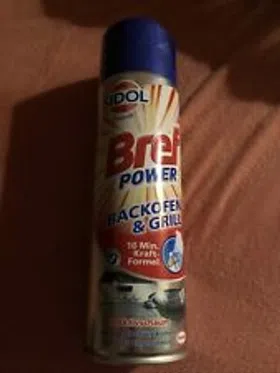 SIDOL
Bref
POWER
BACKOFEN
& GRILL
10 Min.
Kraft-
Formel